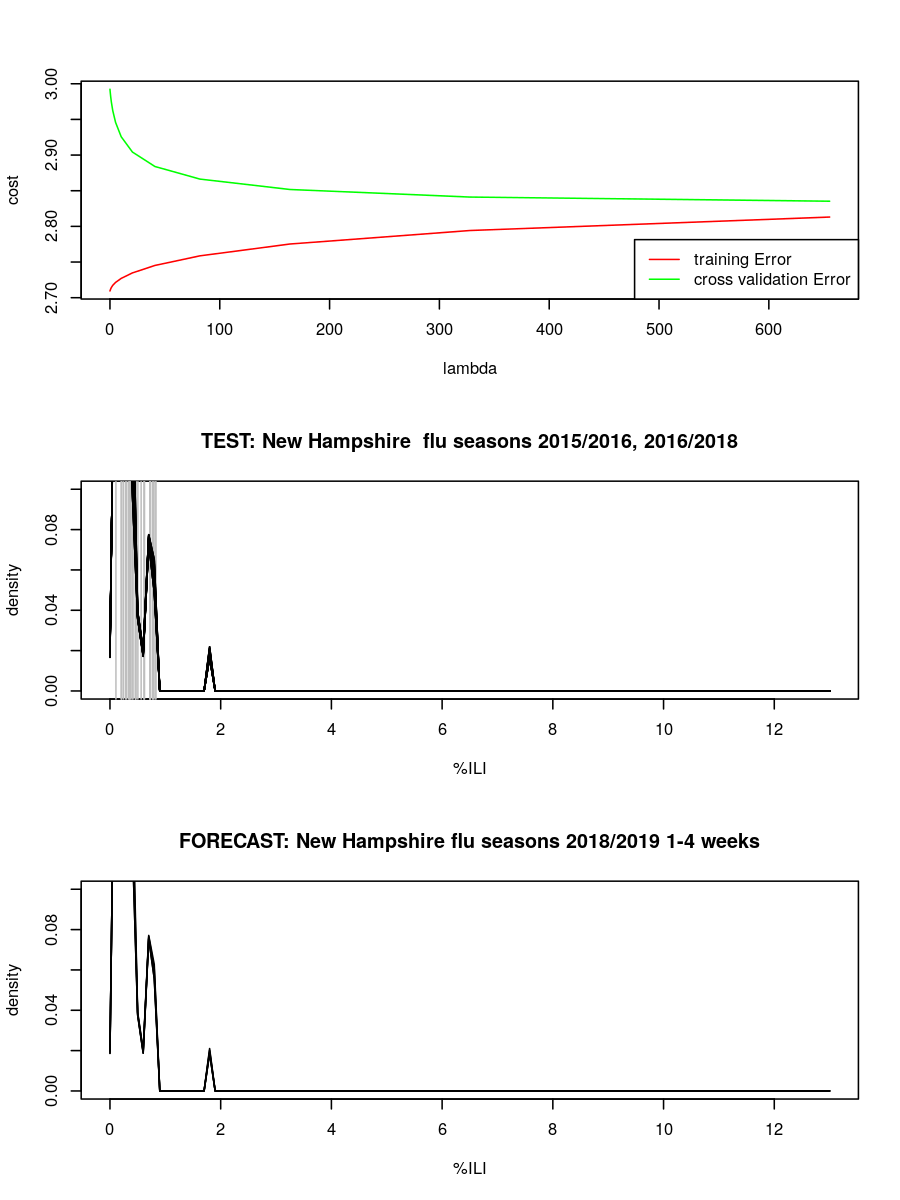 3.00
2.90
2.80
2.70
cost
training Error
cross validation Error
0 100 200 300 400 500 600
lambda
TEST: New Hampshire  flu seasons 2015/2016, 2016/2018
0.08
0.04
0.00
density
0 2 4 6 8 10 12
%ILI
FORECAST: New Hampshire flu seasons 2018/2019 1-4 weeks
0.08
0.04
0.00
density
0 2 4 6 8 10 12
%ILI